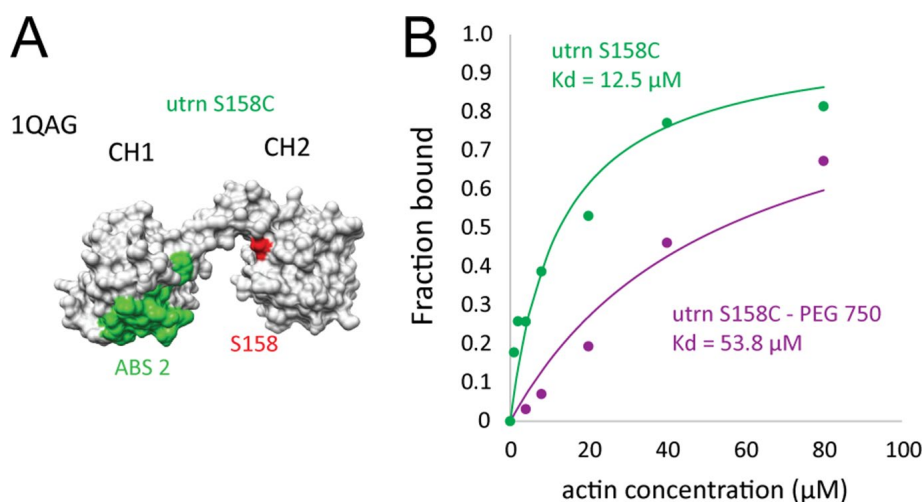 A
utrn S158C
1QAG
CH1
CH2
ABS 2
S158
B
Fraction bound
1.0
0.9
0.8
0.7
0.6
0.5
0.4
0.3
0.2
0.1
0
utrn S158C
Kd = 12.5 μM
utrn S158C - PEG 750
Kd = 53.8 μM
0
20
40
60
80
100
actin concentration (μM)